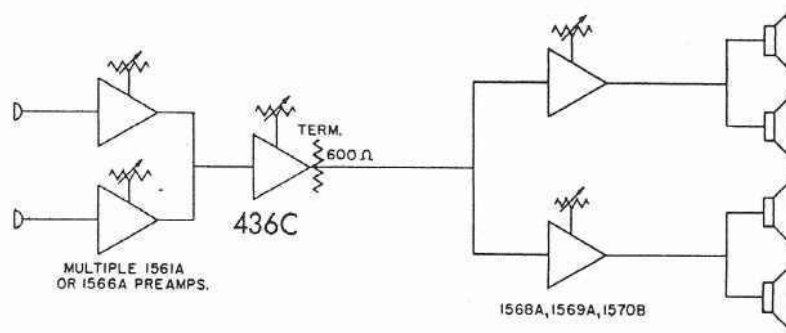 TERM.
600 Ω
436C
MULTIPLE 1561A
OR 1566A PREAMPS.
1568A, 1569A, 1570B